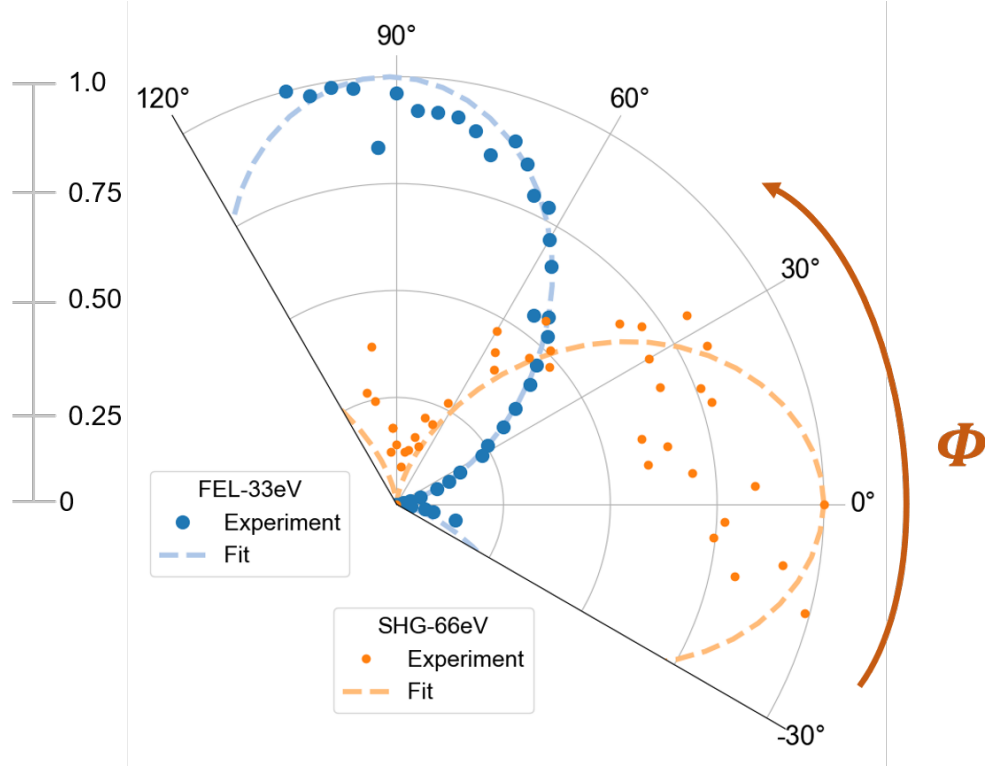 90°
120°
60°
1.0
0.75
30°
0.50
0.25
Φ
0
0°
FEL-33eV
Experiment
Fit
SHG-66eV
Experiment
Fit
-30°